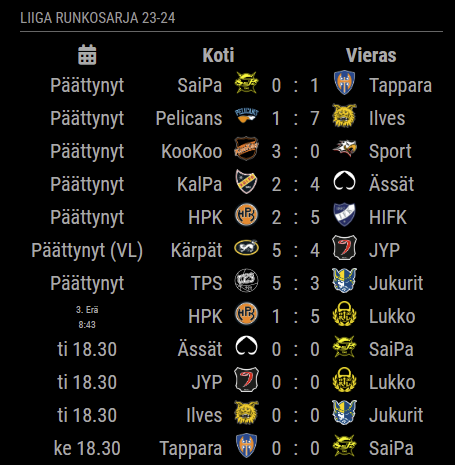 LIIGA RUNKOSARJA 23-24
Koti Vieras
Päättynyt SaiPa 0 : 1 Tappara
Päättynyt Pelicans 1 : 7 Ilves
Päättynyt KooKoo 3 : 0 Sport
Päättynyt KalPa 2 : 4 Ässät
Päättynyt HPK 2 : 5 HIFK
Päättynyt (VL) Kärpät 5 : 4 JYP
Päättynyt TPS 5 : 3 Jukurit
3. Erä
8:43
HPK 1 : 5 Lukko
ti 18.30 Ässät 0 : 0 SaiPa
ti 18.30 JYP 0 : 0 Lukko
ti 18.30 Ilves 0 : 0 Jukurit
ke 18.30 Tappara 0 : 0 SaiPa